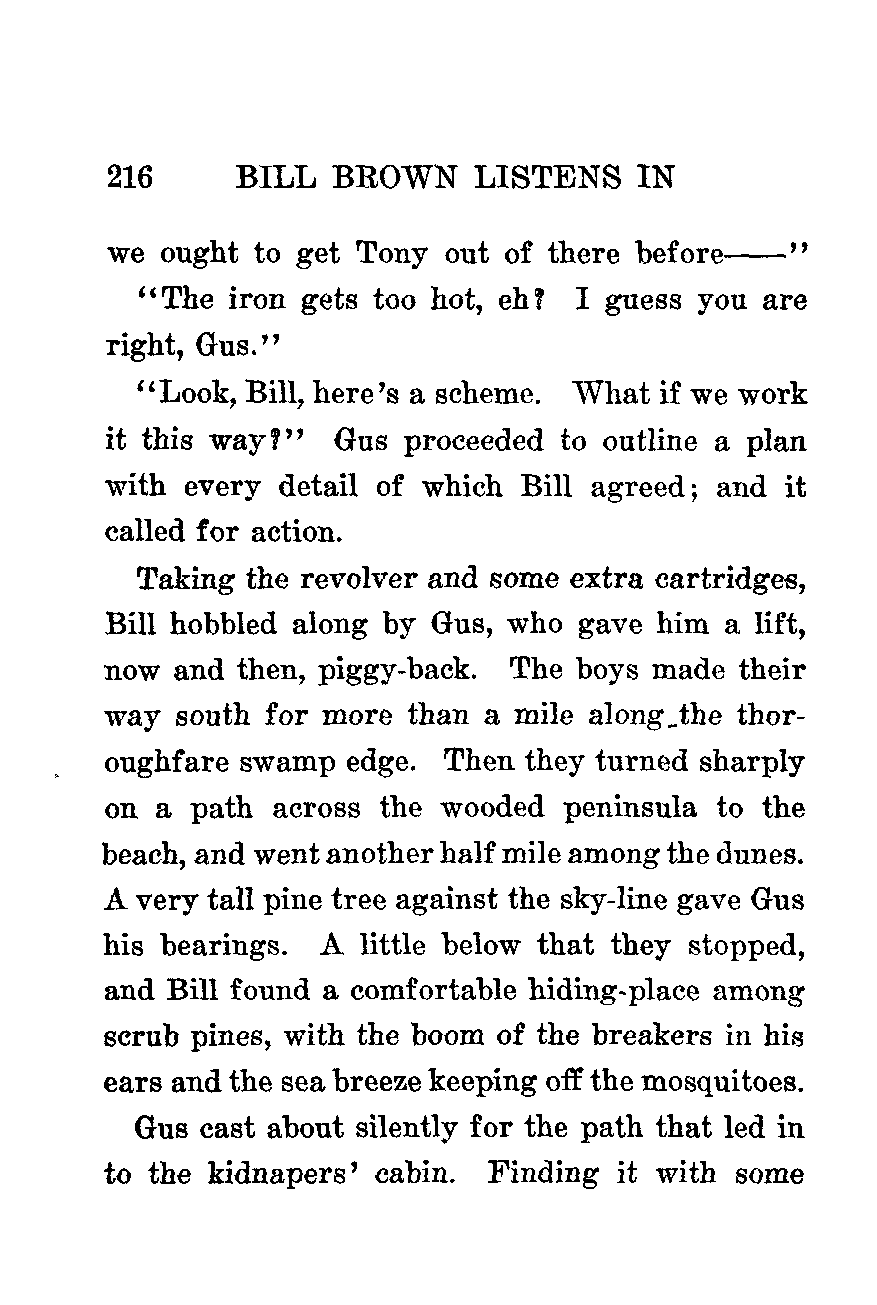 216 BILL BROWN LISTENS IN
we ought to get Tony out of there before——"
"The iron gets too hot, eh? I guess you are
right, Gus."
"Look, Bill, here's a scheme. What if we work
it this way?" Gus proceeded to outline a plan
with every detail of which Bill agreed; and it
called for action.
Taking the revolver and some extra cartridges,
Bill hobbled along by Gus, who gave him a lift,
now and then, piggy-back. The boys made their
way south for more than a mile along the thor-
oughfare swamp edge. Then they turned sharply
on a path across the wooded peninsula to the
beach, and went another half mile among the dunes.
A very tall pine tree against the sky-line gave Gus
his bearings. A little below that they stopped,
and Bill found a comfortable hiding-place among
scrub pines, with the boom of the breakers in his
ears and the sea breeze keeping off the mosquitoes.
Gus cast about silently for the path that led in
to the kidnapers' cabin. Finding it with some